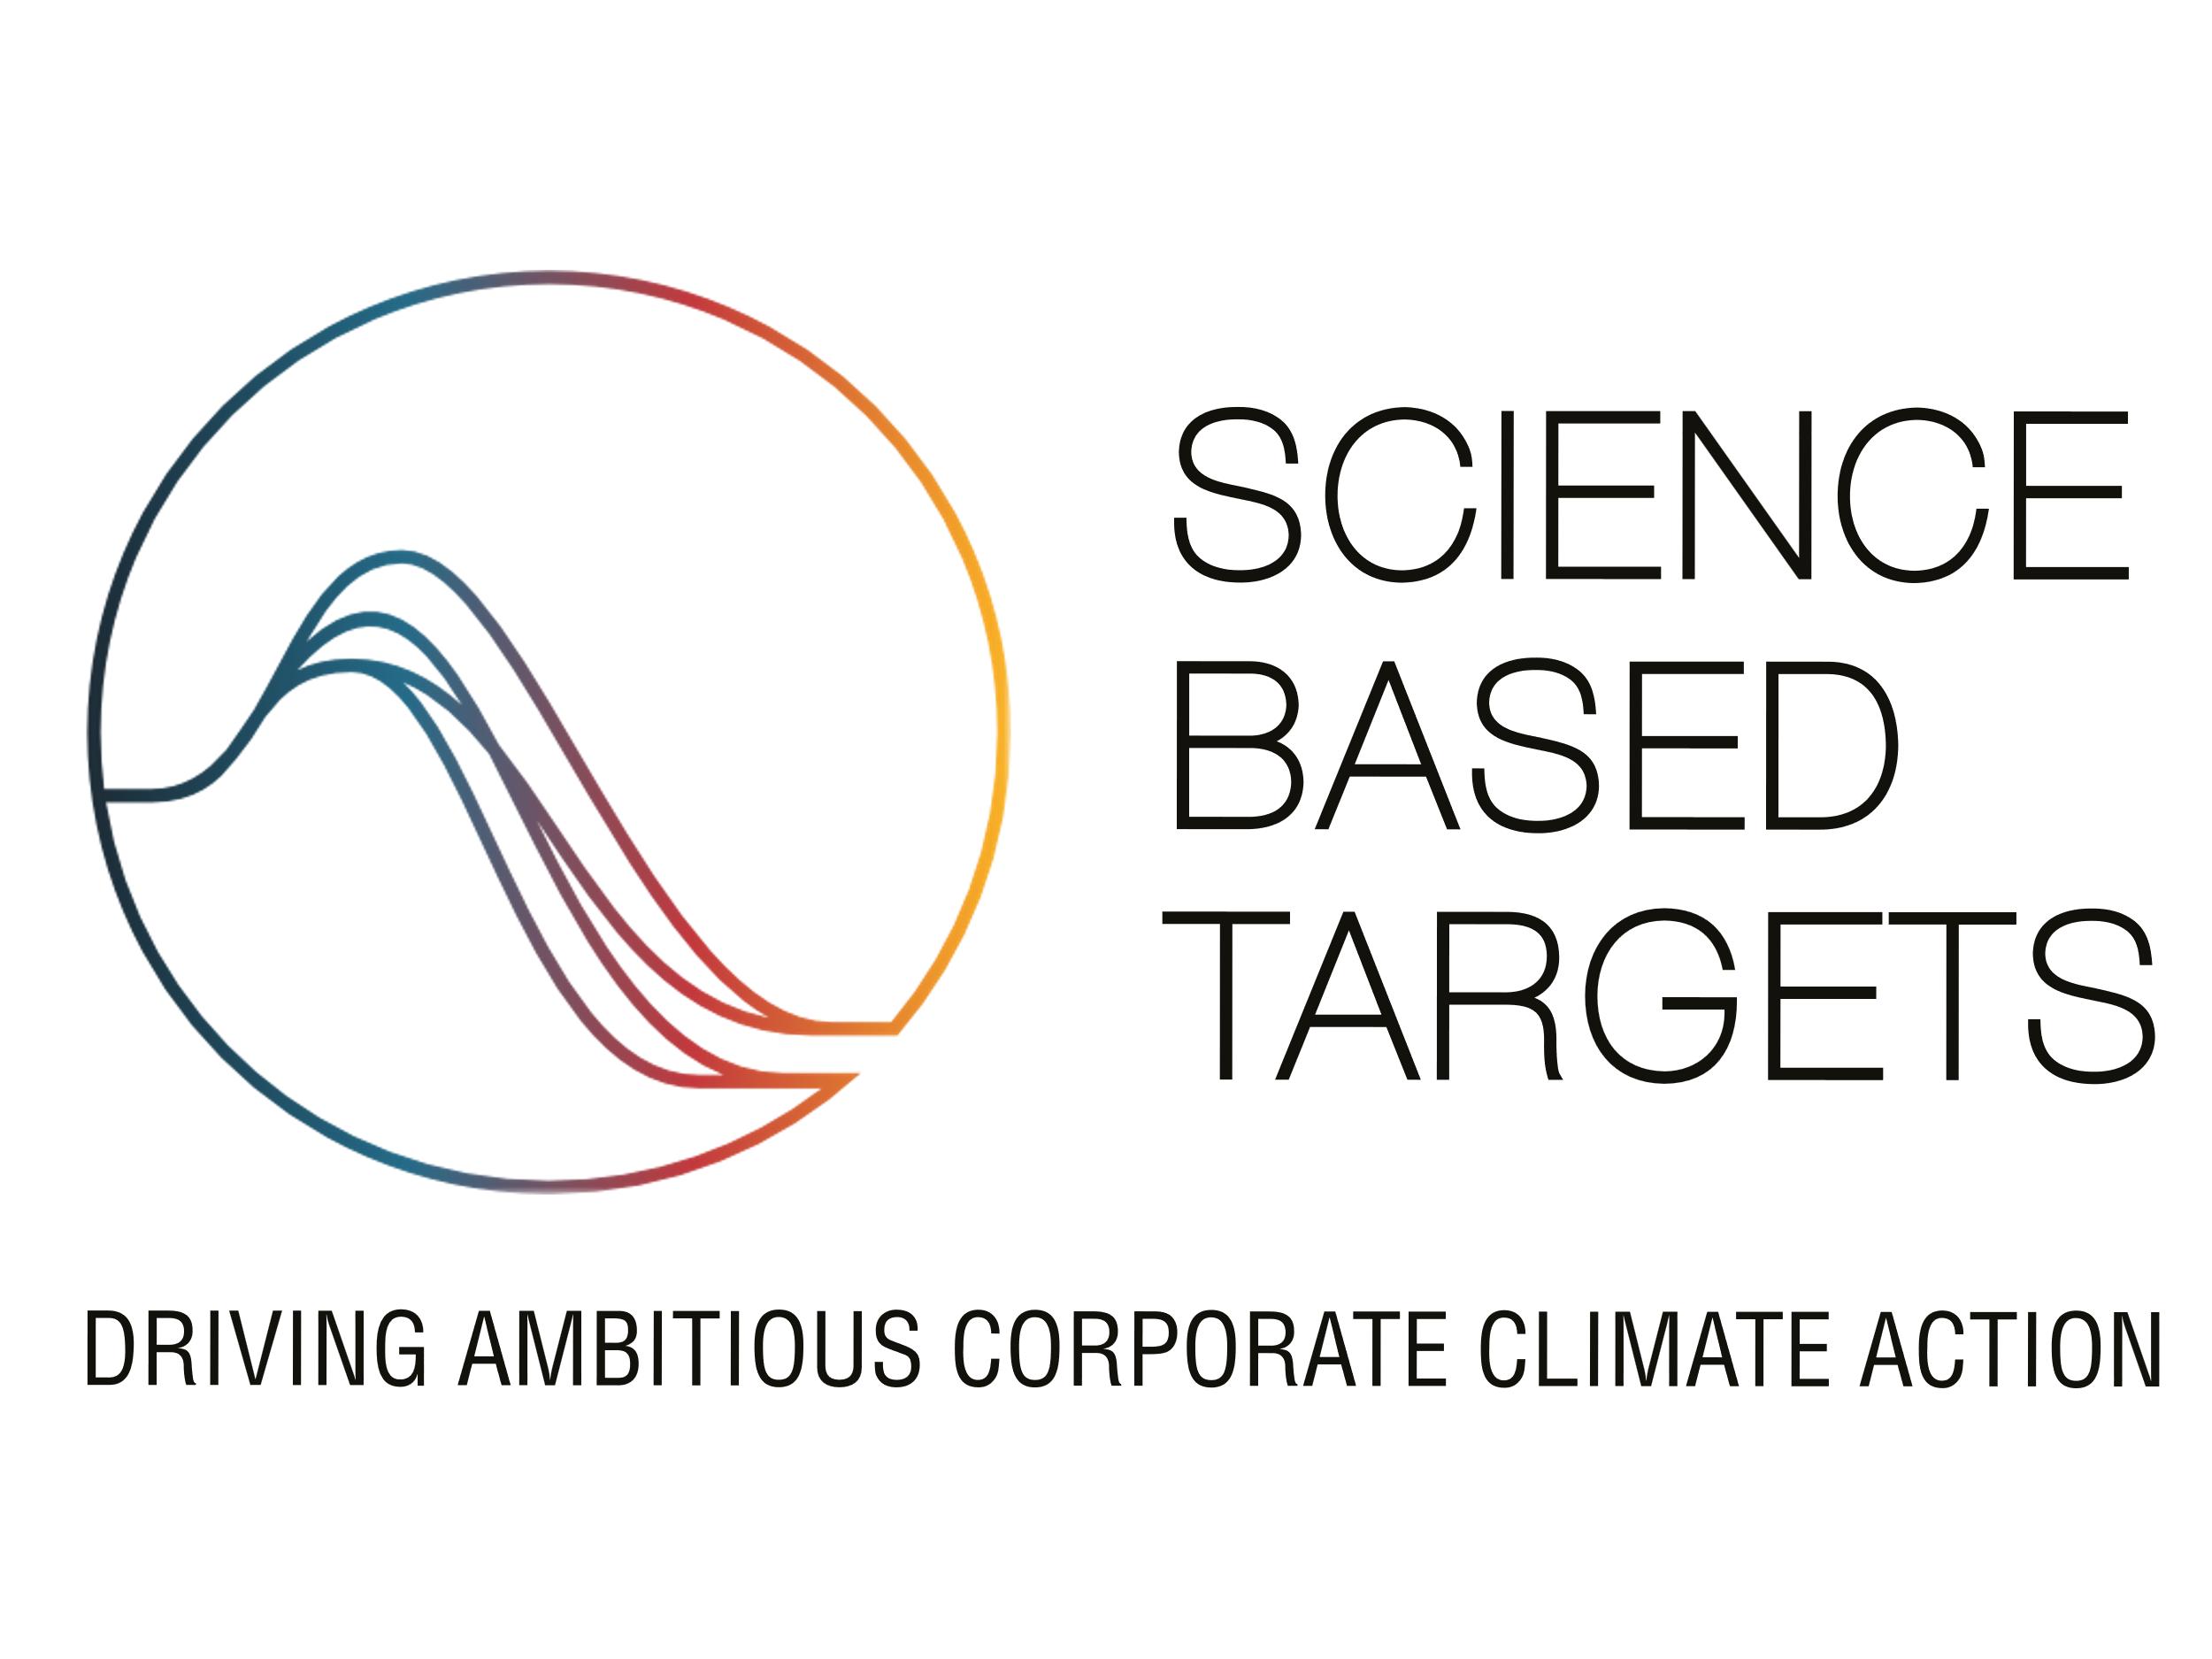 SCIENCE
BASED
TARGETS
DRIVING AMBITIOUS CORPORATE CLIMATE ACTION